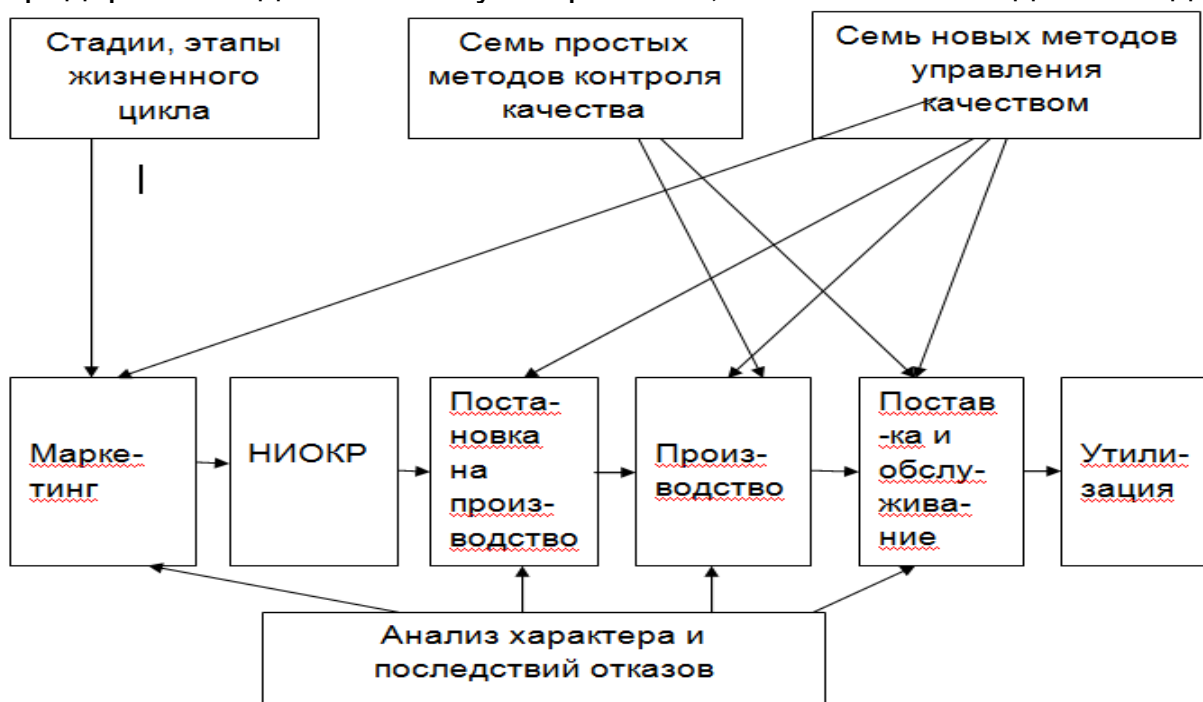 Стадии, этапы
жизненного
цикла
Семь простых
методов контроля
качества
Семь новых методов
управления
качеством
Марке-
тинг
НИОКР
Поста-
новка
на
произ-
водство
Произ-
водство
Постав
-ка и
обслу-
жива-
ние
Утили-
зация
Анализ характера и
последствий отказов